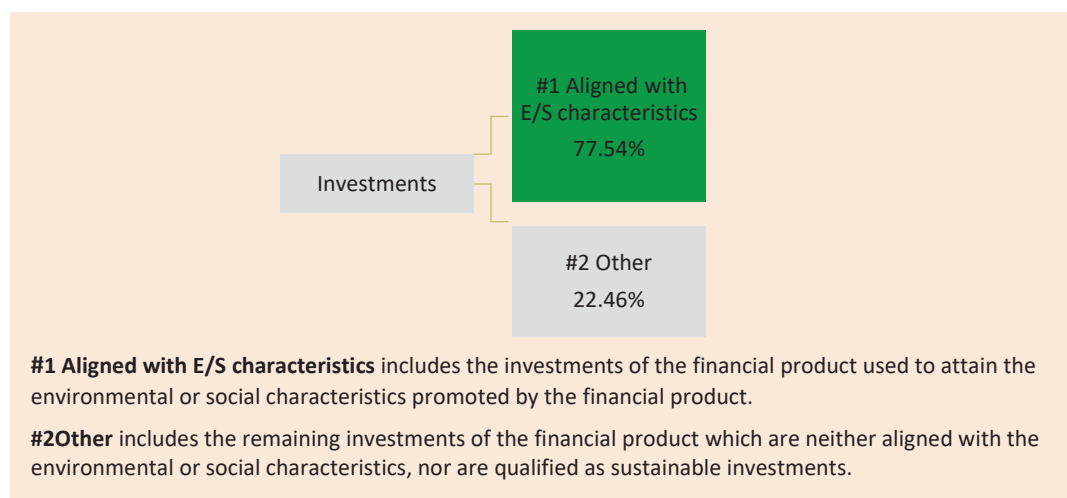 #1 Aligned with
E/S characteristics
77.54%
Investments
#2 Other
22.46%
#1 Aligned with E/S characteristics includes the investments of the financial product used to attain the
environmental or social characteristics promoted by the financial product.
#2Other includes the remaining investments of the financial product which are neither aligned with the
environmental or social characteristics, nor are qualified as sustainable investments.